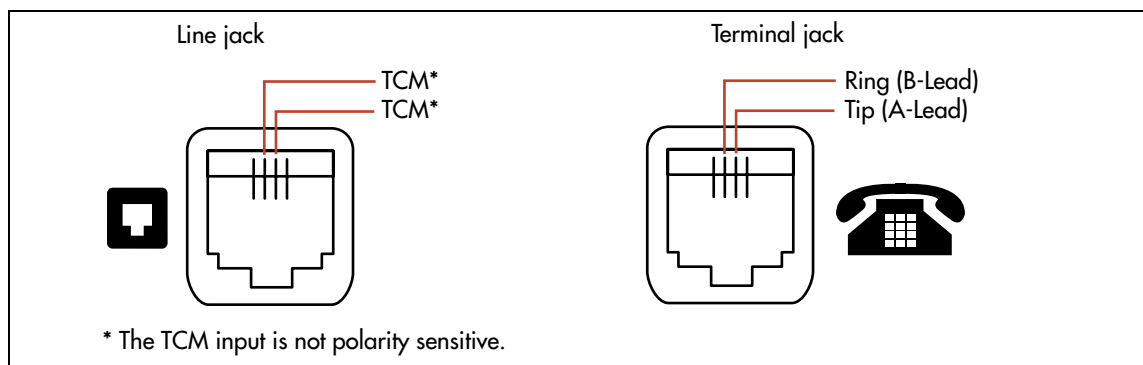 Line jack
TCM*
TCM*
Terminal jack
Ring (B-Lead)
Tip (A-Lead)
* The TCM input is not polarity sensitive.